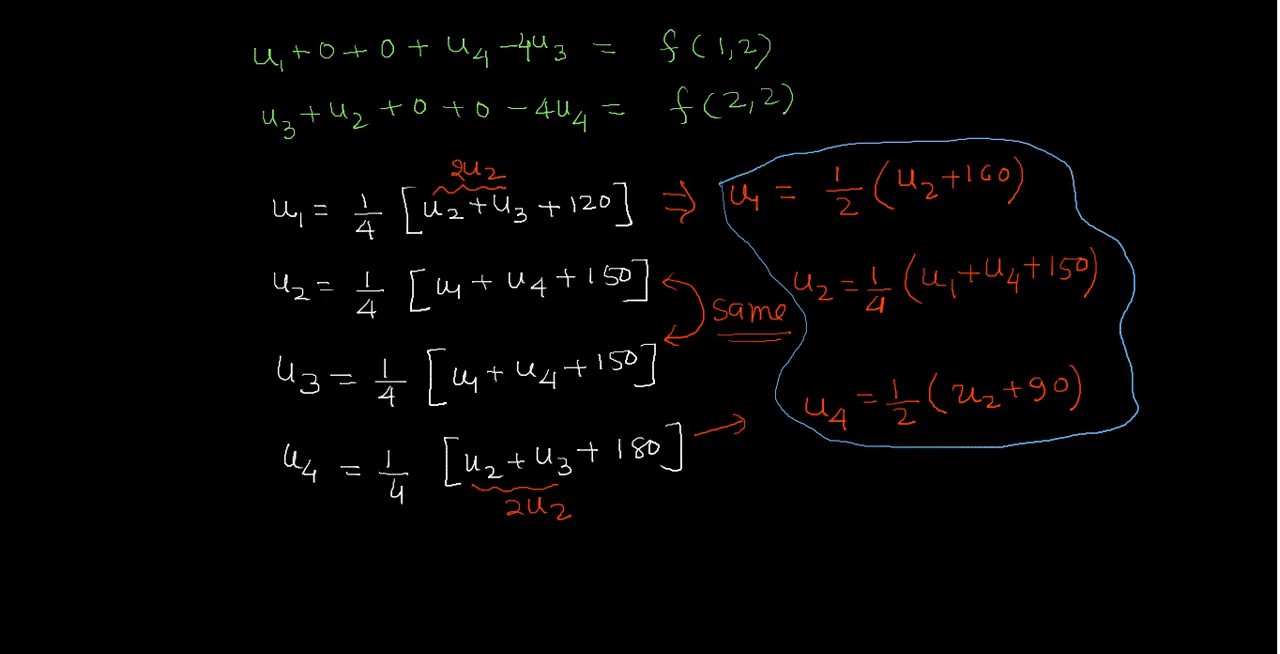 u₁ + 0 + 0 + u₄ - 4u₃ = f(1,2)
u₃ + u₂ + 0 + 0 - 4u₄ = f(2,2)
2u₂
u₁ = 1/4 [u₂ + u₃ + 120] ⇒ u₁ = 1/2 (u₂ + 160)
u₂ = 1/4 [u₁ + u₄ + 150] u₂ = 1/4 (u₁ + u₄ + 150)
same
u₃ = 1/4 [u₁ + u₄ + 150]
u₄ = 1/2 (u₂ + 90)
u₄ = 1/4 [u₂ + u₃ + 180] →
2u₂